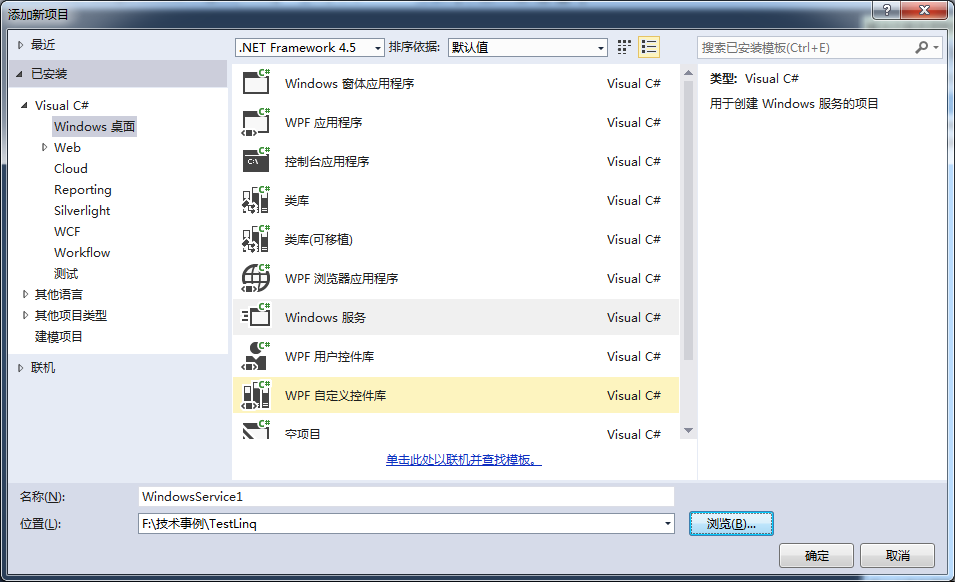 添加新项目
最近
已安装
Visual C#
Windows 桌面
Web
Cloud
Reporting
Silverlight
WCF
Workflow
测试
其他语言
其他项目类型
建模项目
联机
.NET Framework 4.5 排序依据: 默认值
C# Windows 窗体应用程序 Visual C#
C# WPF 应用程序 Visual C#
C# C:\ 控制台应用程序 Visual C#
C# 类库 Visual C#
C# 类库(可移植) Visual C#
C# WPF 浏览器应用程序 Visual C#
C# Windows 服务 Visual C#
C# WPF 用户控件库 Visual C#
C# WPF 自定义控件库 Visual C#
C# 空项目 Visual C#
单击此处以联机并查找模板。
搜索已安装模板(Ctrl+E)
类型: Visual C#
用于创建 Windows 服务的项目
名称(N): WindowsService1
位置(L): F:\技术事例\TestLinq
浏览(B)...
确定 取消